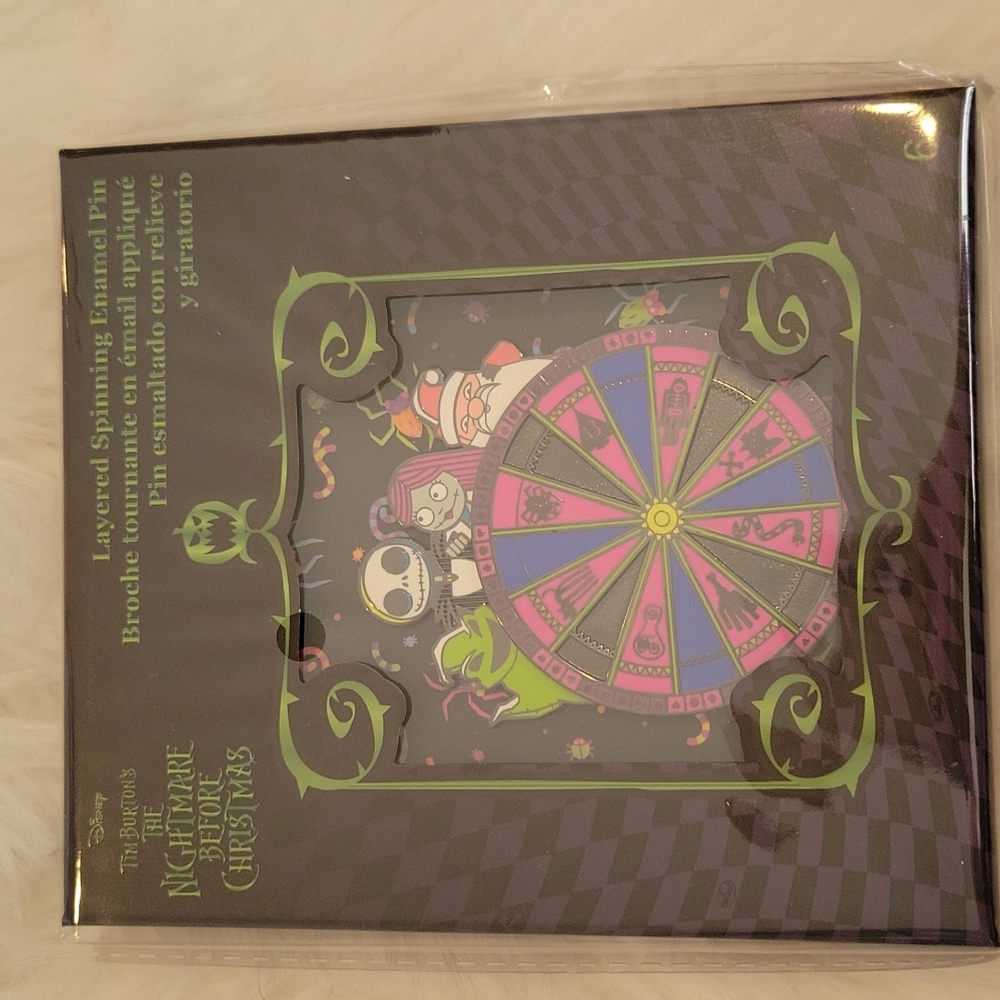 Disney
TIM BURTON'S
THE
NIGHTMARE
BEFORE
CHRISTMAS
Layered Spinning Enamel Pin
Broche tournante en émail appliqué
Pin esmaltado con relieve
y giratorio